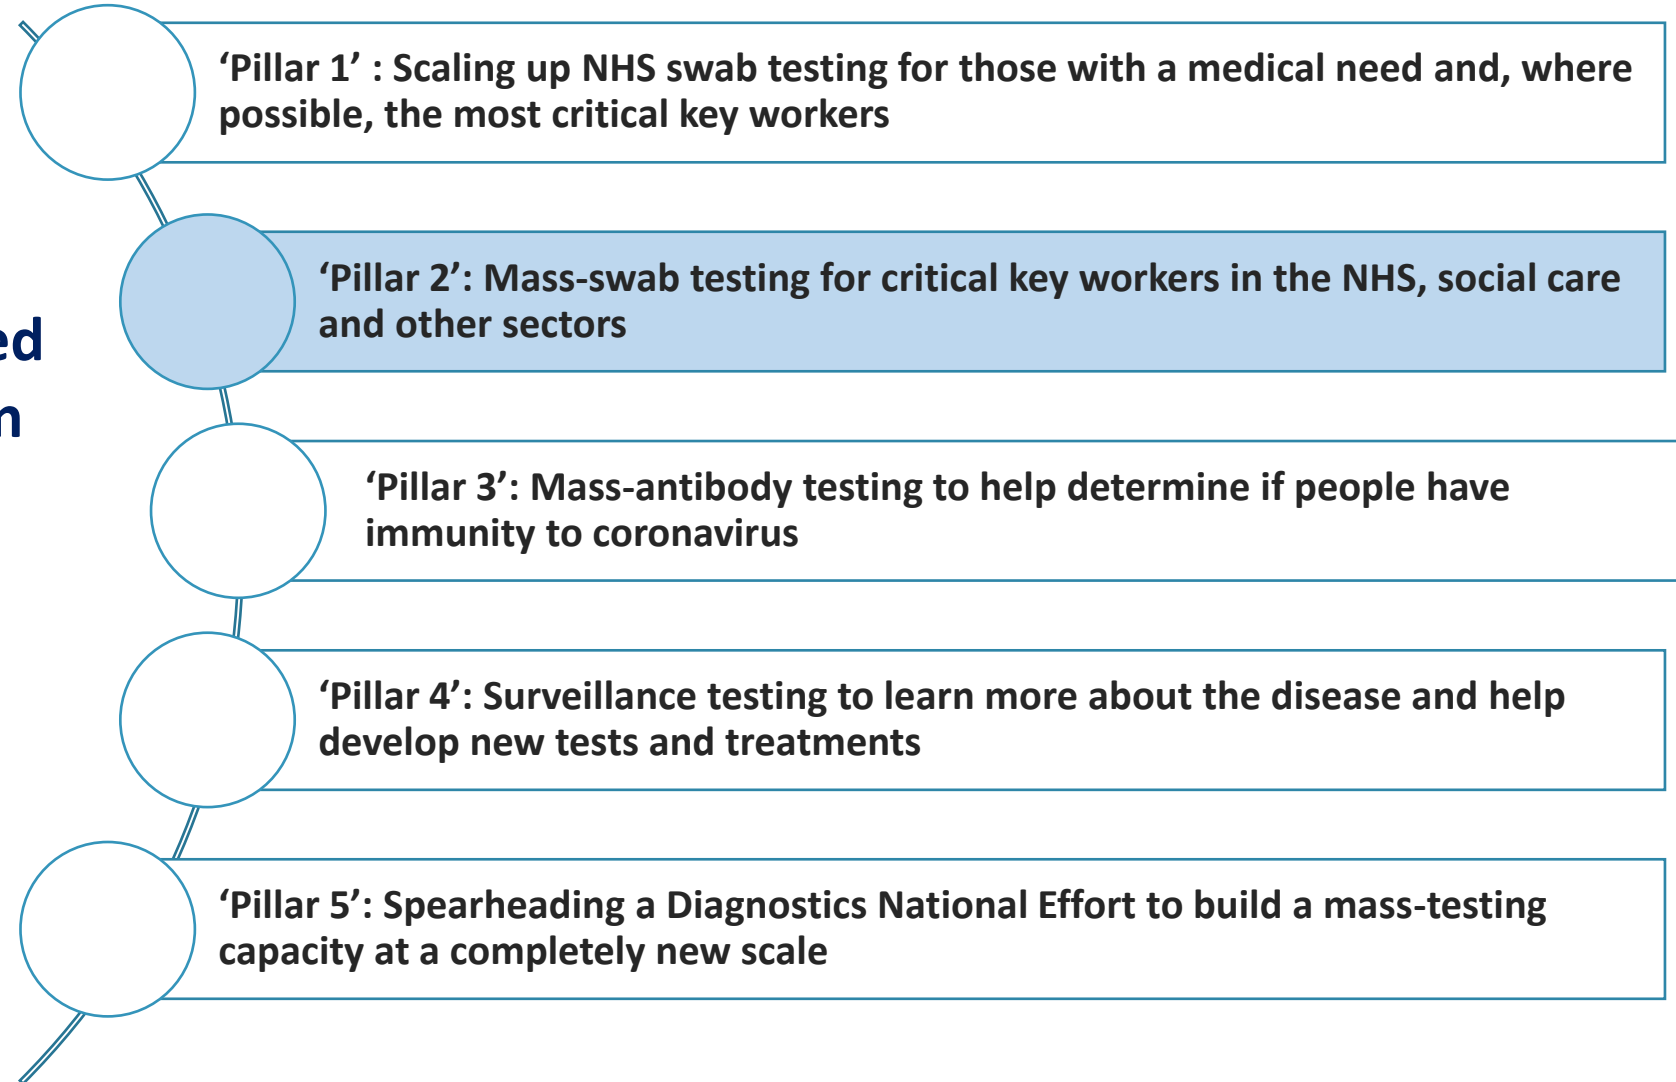 ‘Pillar 1’ : Scaling up NHS swab testing for those with a medical need and, where
possible, the most critical key workers
‘Pillar 2’: Mass-swab testing for critical key workers in the NHS, social care
and other sectors
‘Pillar 3’: Mass-antibody testing to help determine if people have
immunity to coronavirus
‘Pillar 4’: Surveillance testing to learn more about the disease and help
develop new tests and treatments
‘Pillar 5’: Spearheading a Diagnostics National Effort to build a mass-testing
capacity at a completely new scale